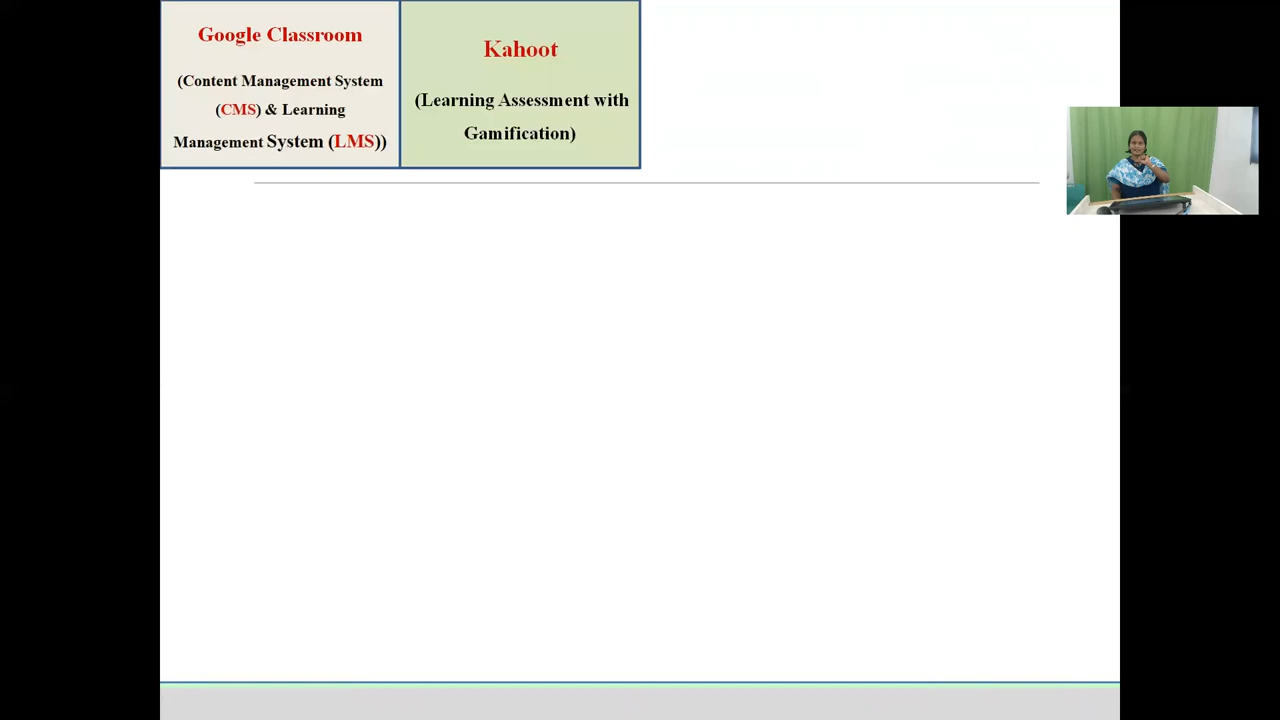 Google Classroom
(Content Management System
(CMS) & Learning
Management System (LMS))
Kahoot
(Learning Assessment with
Gamification)